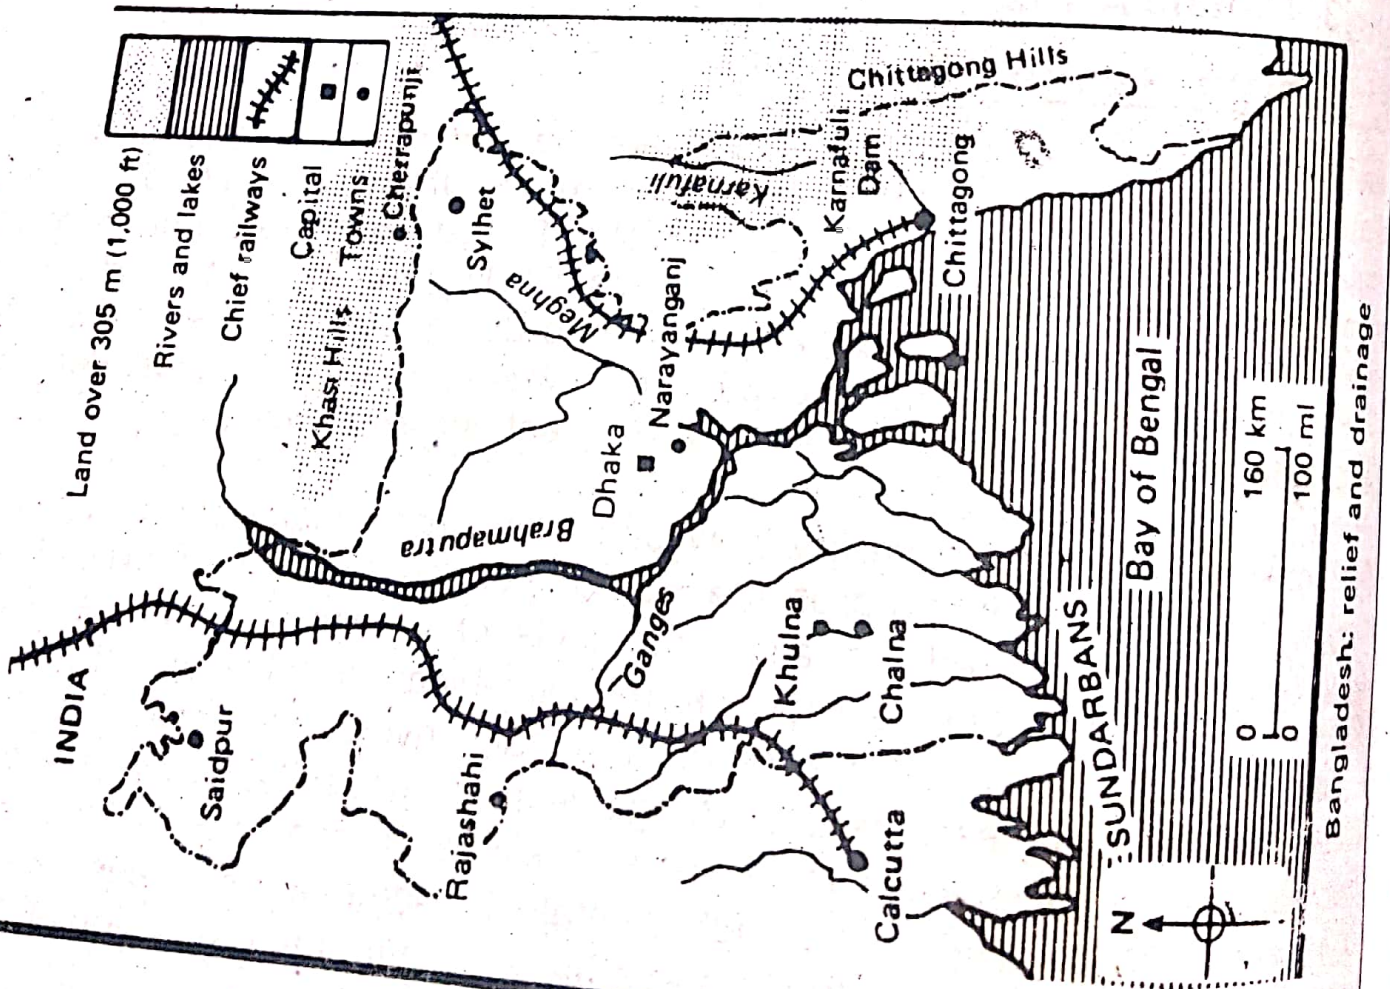 Land over 305 m (1,000 ft)
Rivers and lakes
Chief railways
Capital
Towns
INDIA
Saidpur
Rajashahi
Khasi Hills
Cherrapunji
Sylhet
Meghna
Brahmaputra
Dhaka
Narayanganj
Ganges
Khulna
Chalna
Calcutta
Karnafuli
Karnafuli
Dam
Chittagong
Chittagong Hills
SUNDARBANS
Bay of Bengal
N
0 160 km
0 100 ml
Bangladesh: relief and drainage